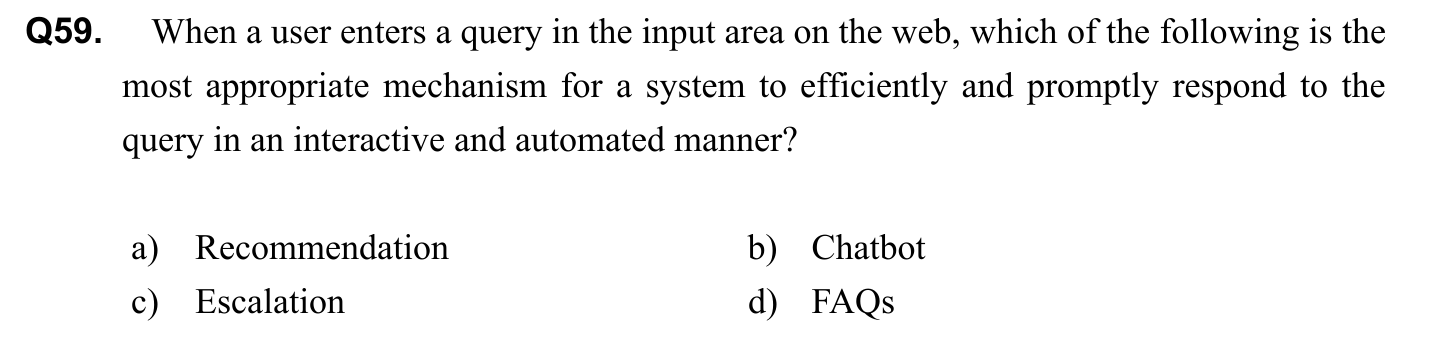 Q59. When a user enters a query in the input area on the web, which of the following is the
most appropriate mechanism for a system to efficiently and promptly respond to the
query in an interactive and automated manner?
a) Recommendation b) Chatbot
c) Escalation d) FAQs